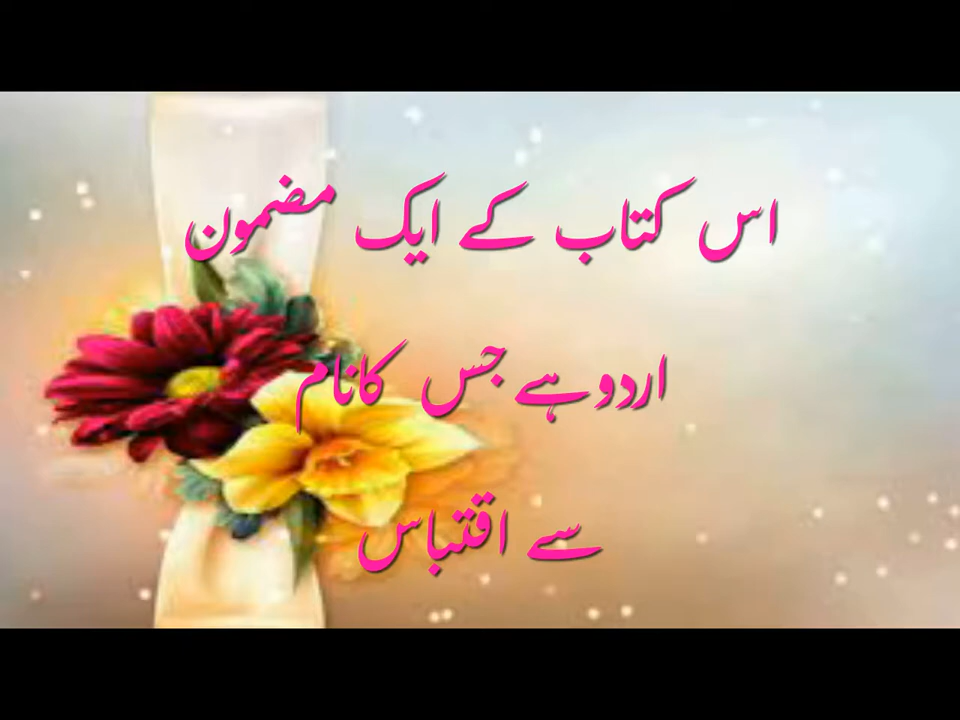 اس کتاب کے ایک مضمون
اردو ہے جس کا نام
سے اقتباس